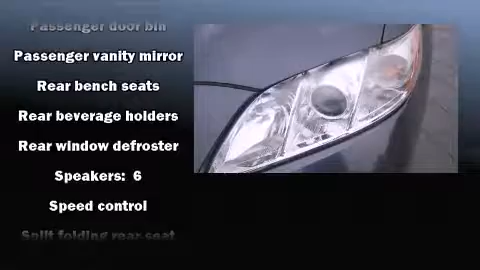 Passenger door bin
Passenger vanity mirror
Rear bench seats
Rear beverage holders
Rear window defroster
Speakers: 6
Speed control
Split folding rear seat